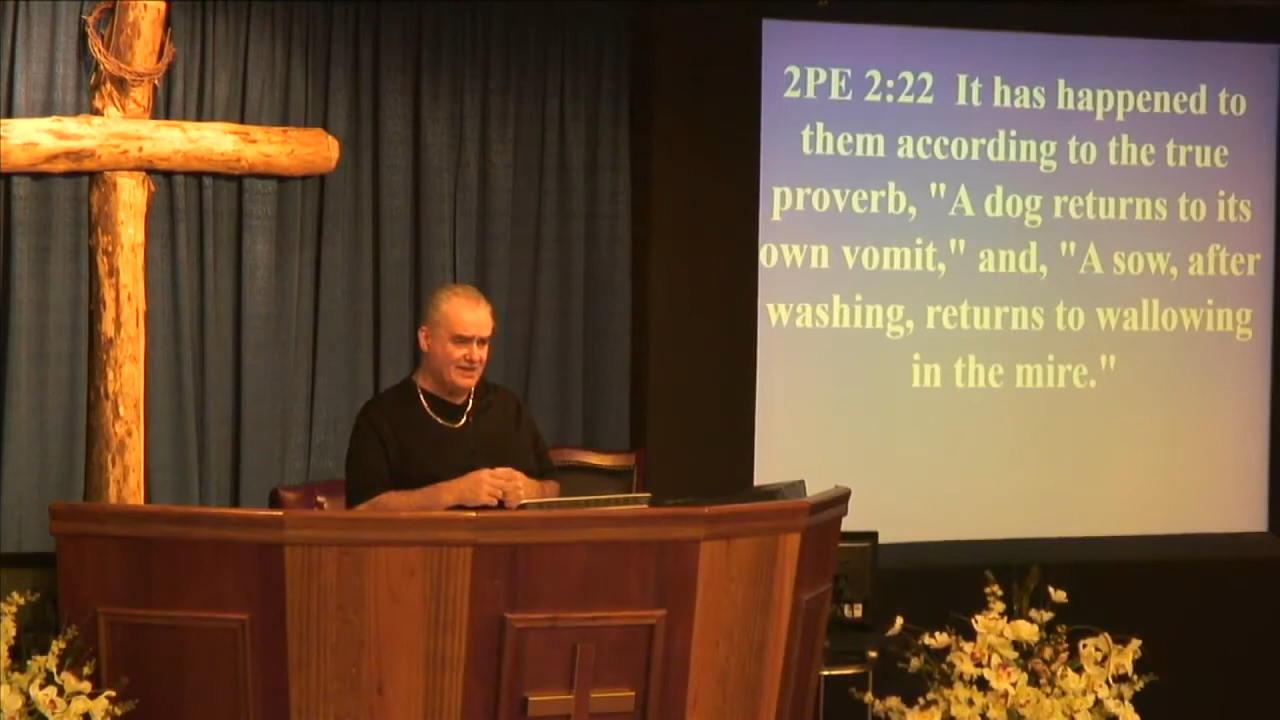 2PE 2:22 It has happened to
them according to the true
proverb, "A dog returns to its
own vomit," and, "A sow, after
washing, returns to wallowing
in the mire."